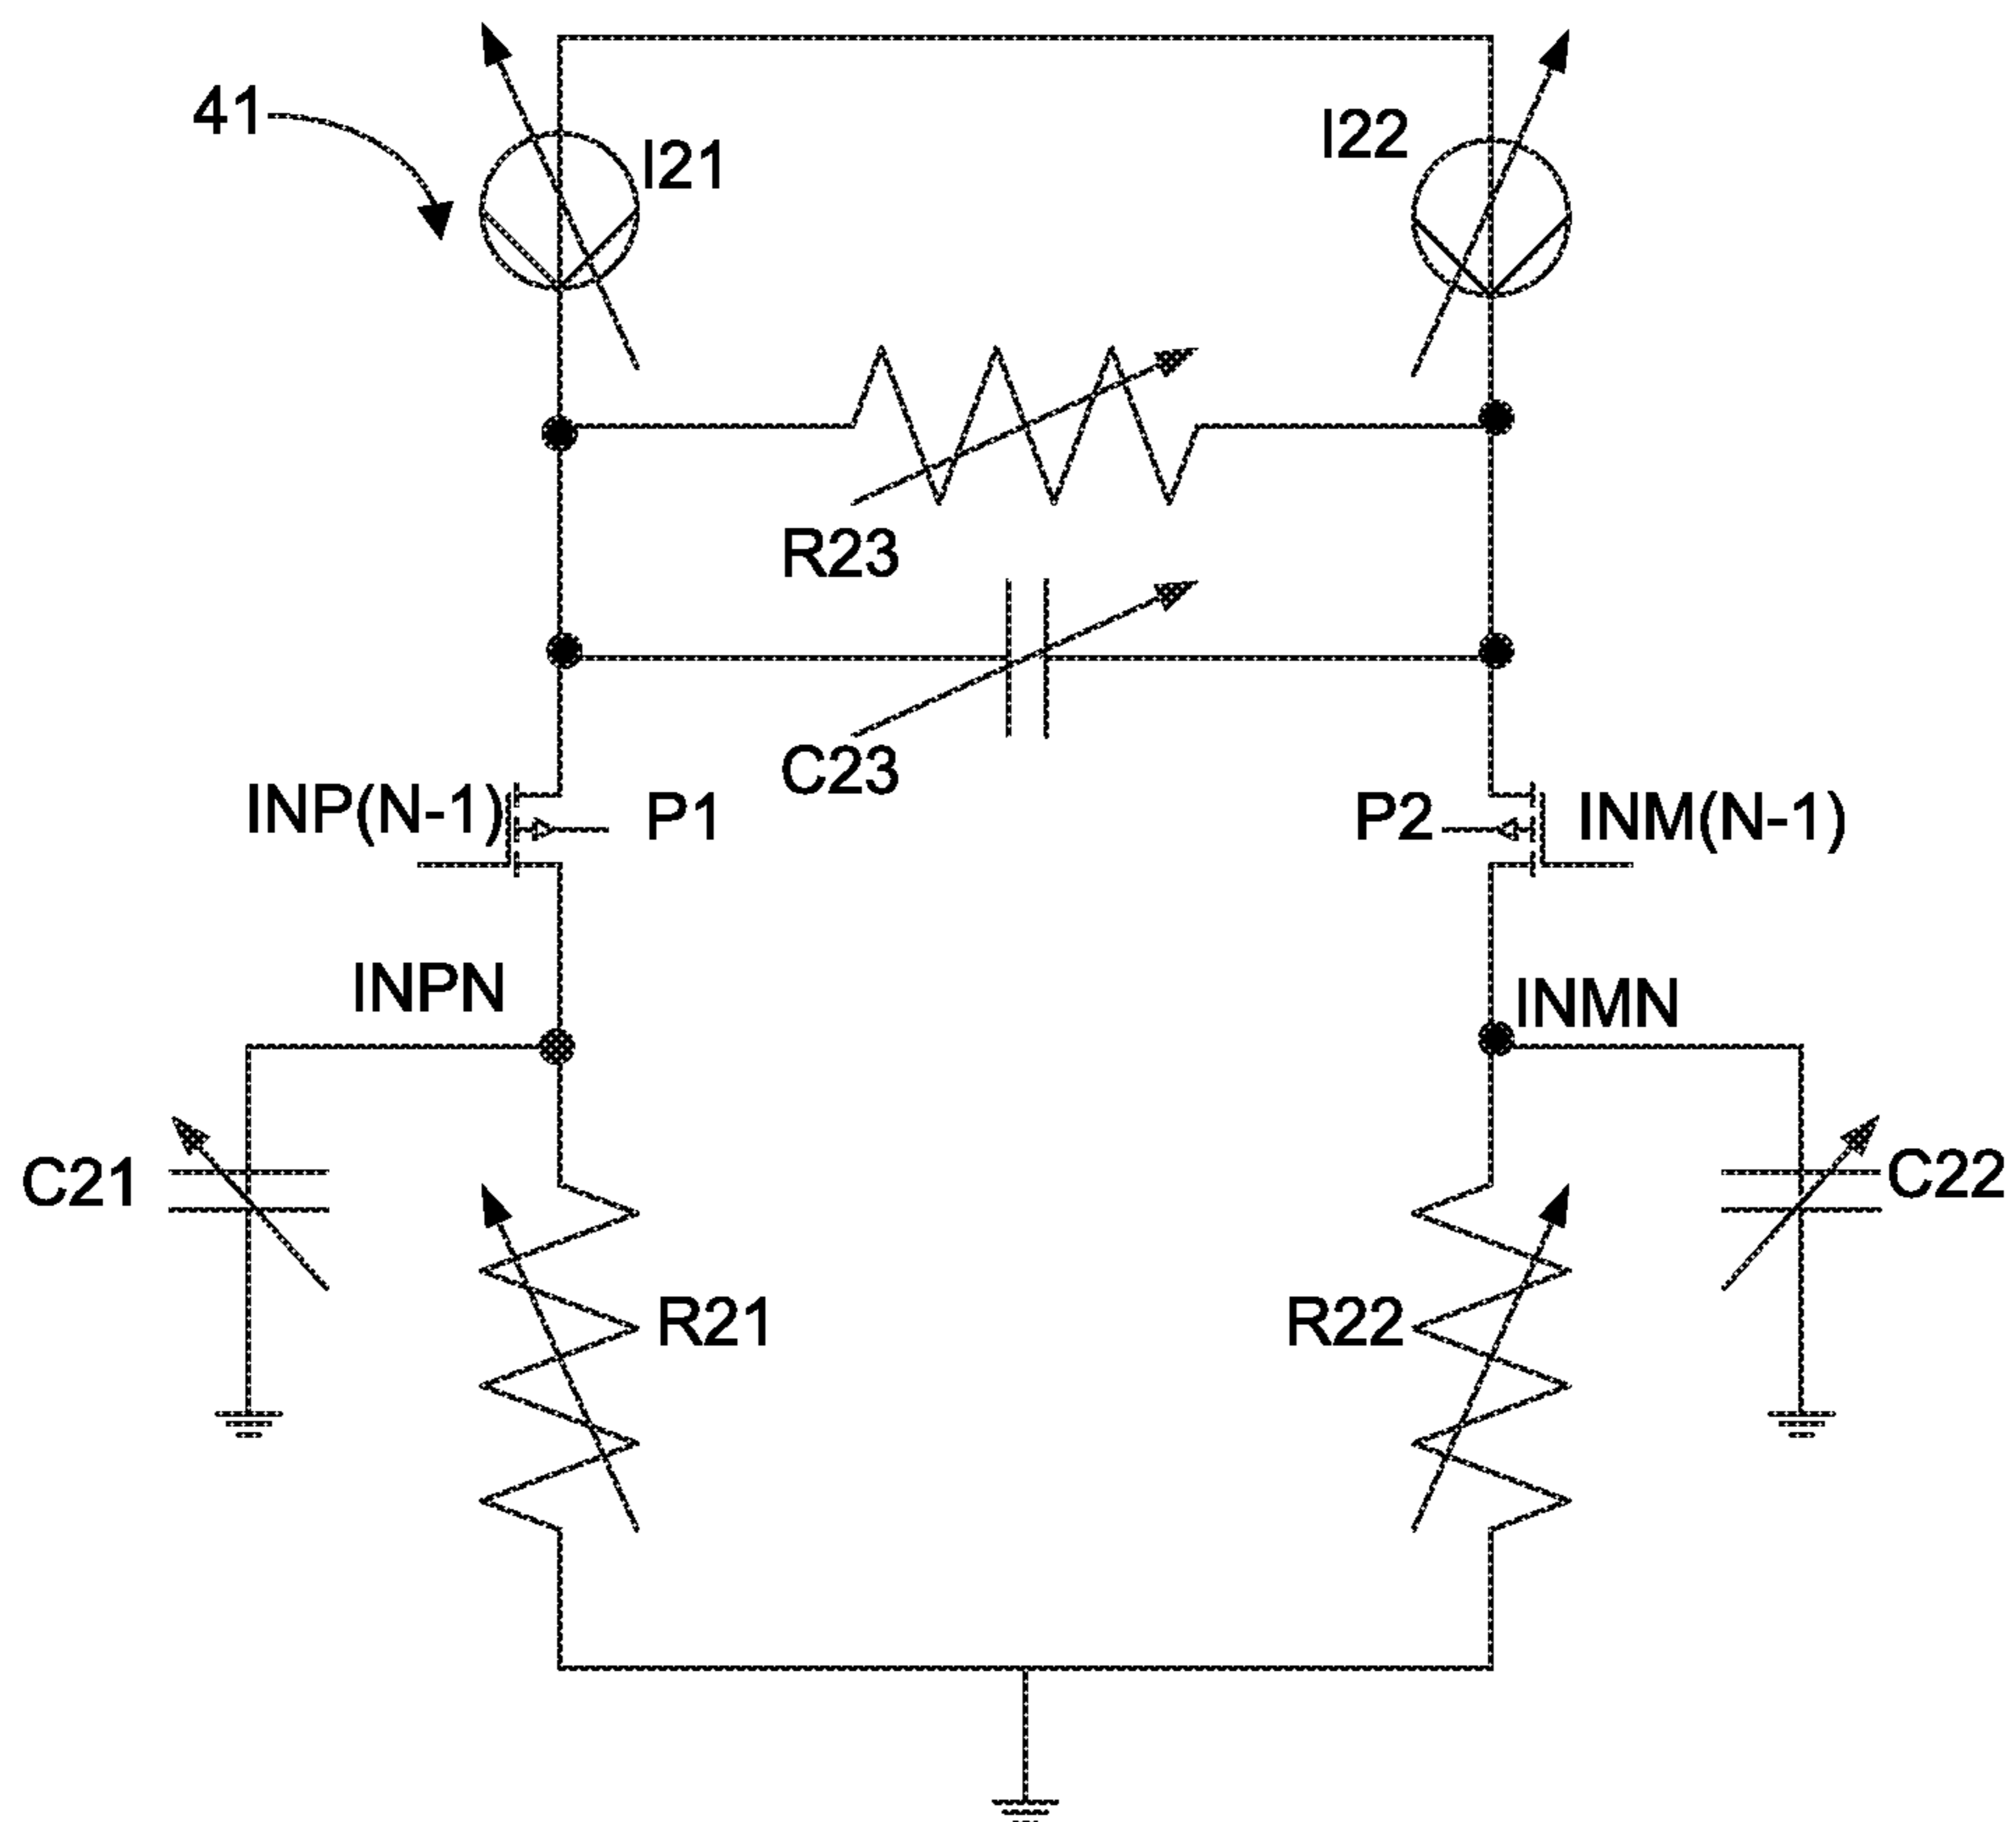 41
I21
I22
R23
C23
INP(N-1)
P1
P2
INM(N-1)
INPN
INMN
C21
C22
R21
R22